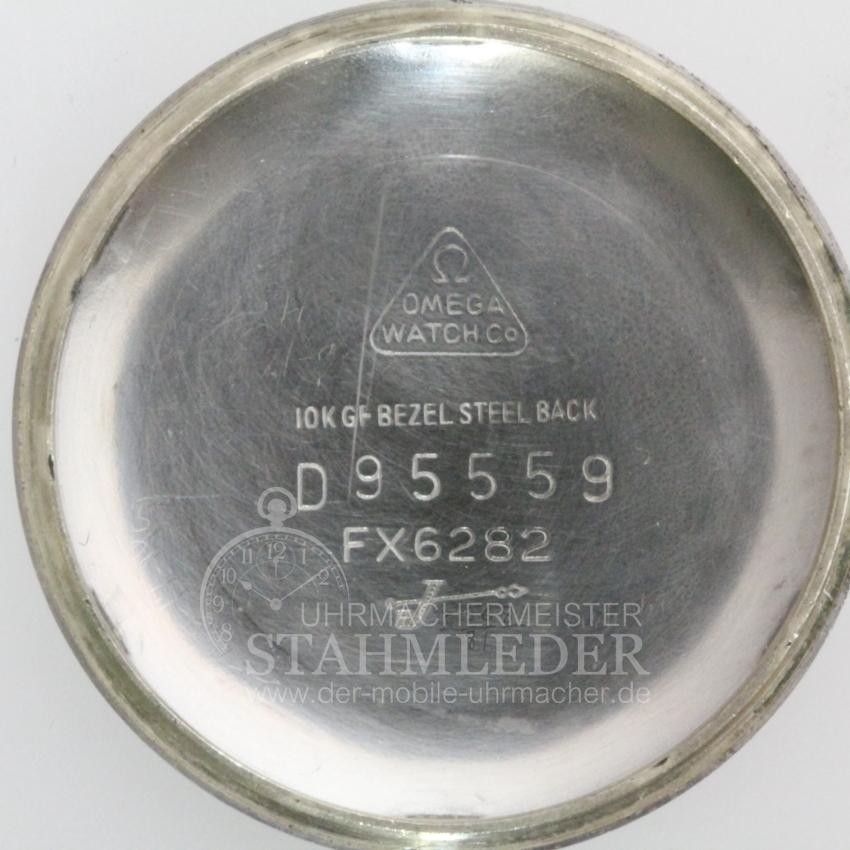 Ω
OMEGA
WATCH Co
10K GF BEZEL STEEL BACK
D95559
FX6282
UHRMACHERMEISTER
STAHMLEDER
www.der-mobile-uhrmacher.de